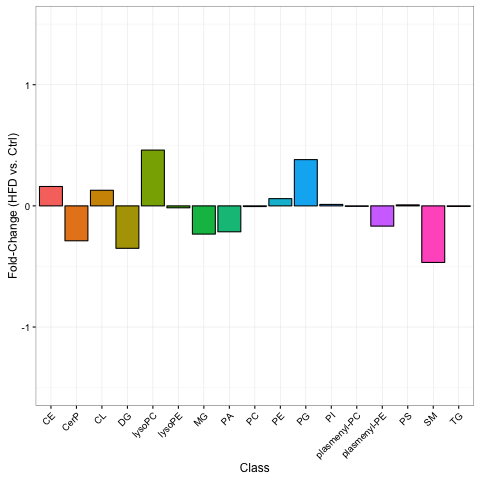 Fold-Change (HFD vs. Ctrl)
1
0
-1
CE
CerP
CL
DG
lysoPC
lysoPE
MG
PA
PC
PE
PG
PI
plasmenyl-PC
plasmenyl-PE
PS
SM
TG
Class